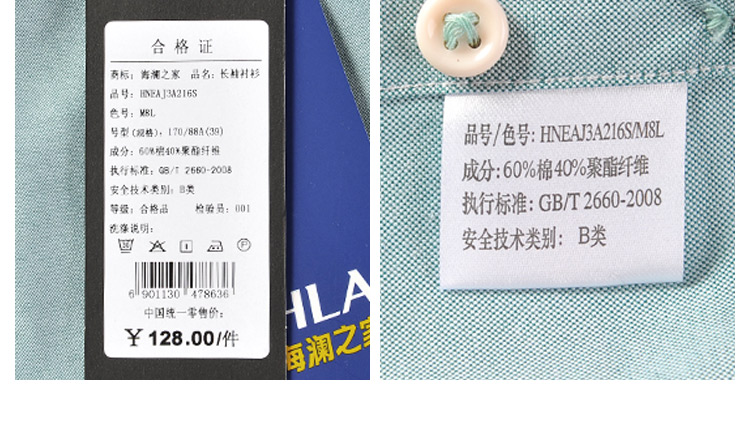 合格证
商标：海澜之家 品名：长袖衬衫
品号：HNEAJ3A216S
色号：M8L
号型(规格)：170/88A(39)
成分：60%棉40%聚酯纤维
执行标准：GB/T 2660-2008
安全技术类别：B类
等级：合格品 检验员：001
洗涤说明：
6 901130 478636
中国统一零售价：
¥ 128.00/件
HLA
海澜之家
品号/色号: HNEAJ3A216S/M8L
成分:60%棉40%聚酯纤维
执行标准: GB/T 2660-2008
安全技术类别: B类